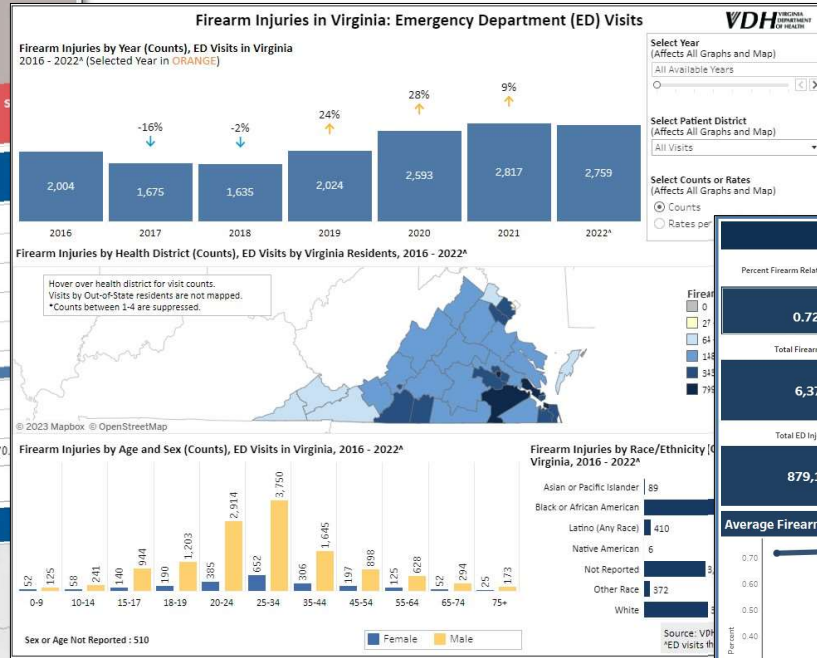 Firearm Injuries in Virginia: Emergency Department (ED) Visits
VDH VIRGINIA DEPARTMENT OF HEALTH
Firearm Injuries by Year (Counts), ED Visits in Virginia
2016 - 2022^ (Selected Year in ORANGE)
Select Year
(Affects All Graphs and Map)
All Available Years
Select Patient District
(Affects All Graphs and Map)
All Visits
Select Counts or Rates
(Affects All Graphs and Map)
Counts
Rates per
-16% -2% 24% 28% 9%
2,004 1,675 1,635 2,024 2,593 2,817 2,759
2016 2017 2018 2019 2020 2021 2022^
Firearm Injuries by Health District (Counts), ED Visits by Virginia Residents, 2016 - 2022^
Hover over health district for visit counts.
Visits by Out-of-State residents are not mapped.
*Counts between 1-4 are suppressed.
0
27
64
148
345
© 2023 Mapbox © OpenStreetMap
Firearm Injuries by Age and Sex (Counts), ED Visits in Virginia, 2016 - 2022^
52 125 58 241 140 944 190 1,203 385 2,914 652 3,750 306 1,645 197 898 125 628 52 294 25 173
0-9 10-14 15-17 18-19 20-24 25-34 35-44 45-54 55-64 65-74 75+
Sex or Age Not Reported : 510
Female Male
Firearm Injuries by Race/Ethnicity
Virginia, 2016 - 2022^
Asian or Pacific Islander 89
Black or African American
Latino (Any Race) 410
Native American 6
Not Reported
Other Race 372
White
Source: VDH
^ED visits
Percent Firearm
0.72
Total
6,37
Total ED
879,
Average
0.70
0.60
0.50
0.40
Percent